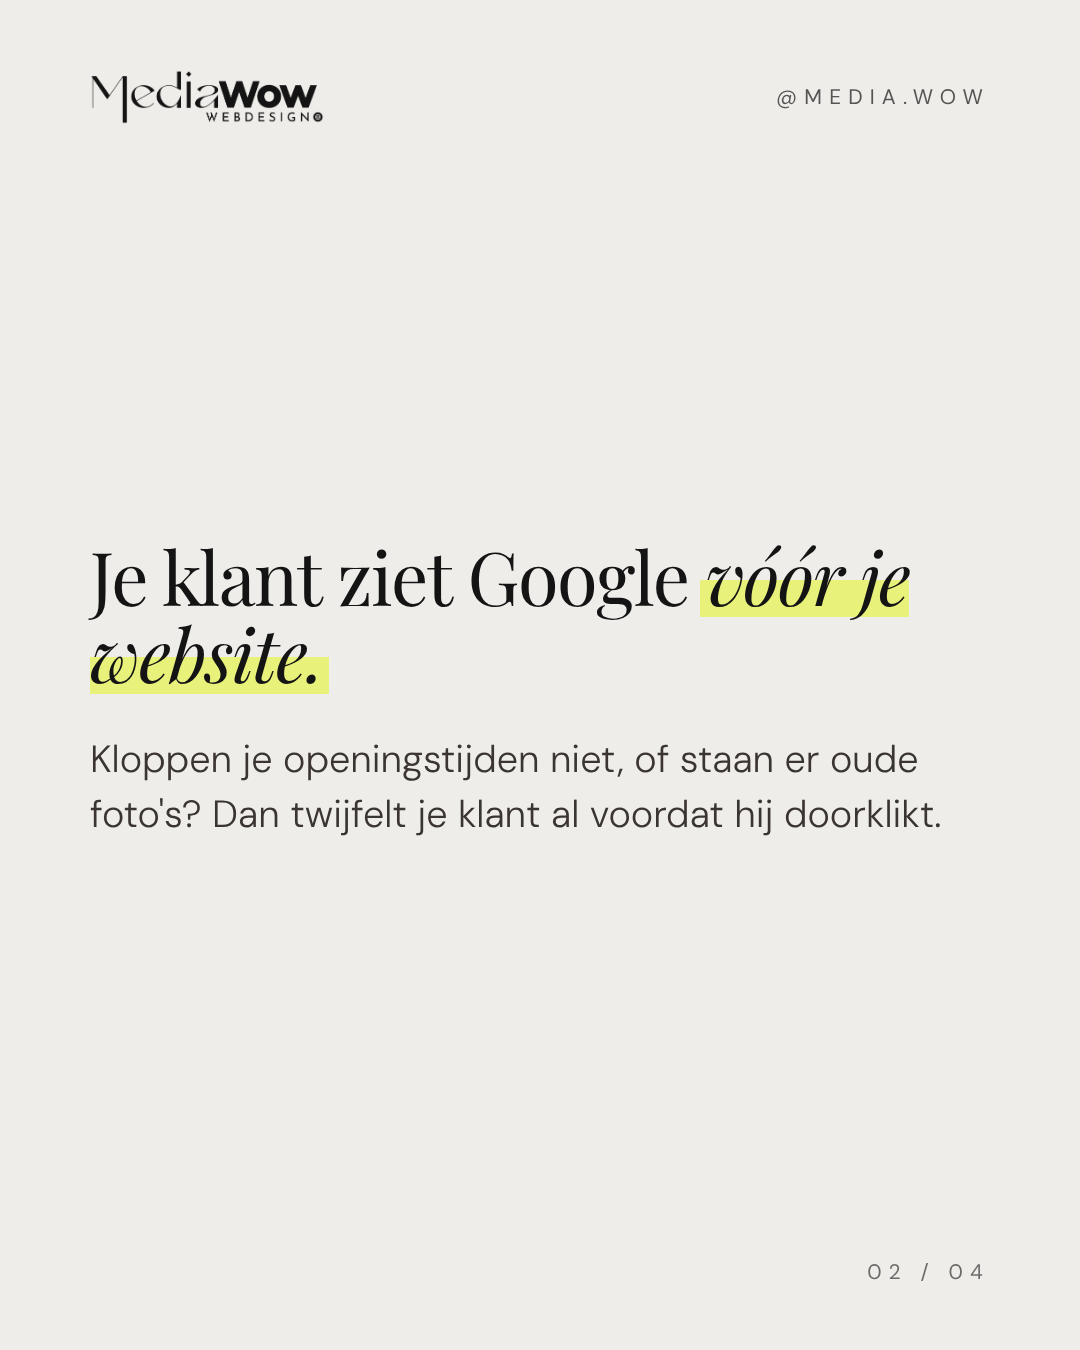 MediaWow
WEBDESIGN
@MEDIA.WOW
Je klant ziet Google vóór je
website.
Kloppen je openingstijden niet, of staan er oude
foto's? Dan twijfelt je klant al voordat hij doorklikt.
02 / 04